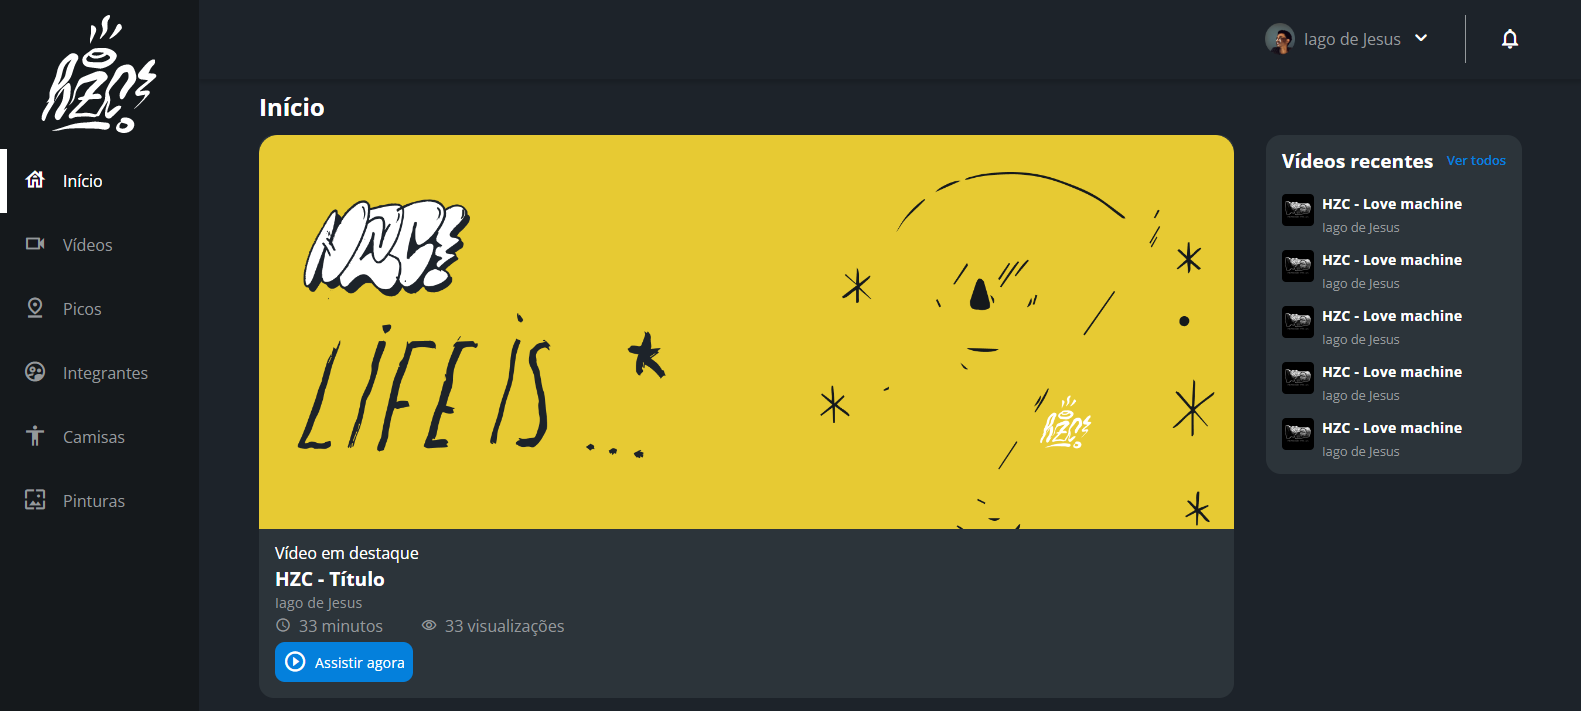 HZC!
Iago de Jesus
Início
Início
Vídeos
Picos
Integrantes
Camisas
Pinturas
HZC!
LIFE IS ...
HZC!
Vídeo em destaque
HZC - Título
Iago de Jesus
33 minutos
33 visualizações
Assistir agora
Vídeos recentes
Ver todos
HZC - Love machine
Iago de Jesus
HZC - Love machine
Iago de Jesus
HZC - Love machine
Iago de Jesus
HZC - Love machine
Iago de Jesus
HZC - Love machine
Iago de Jesus